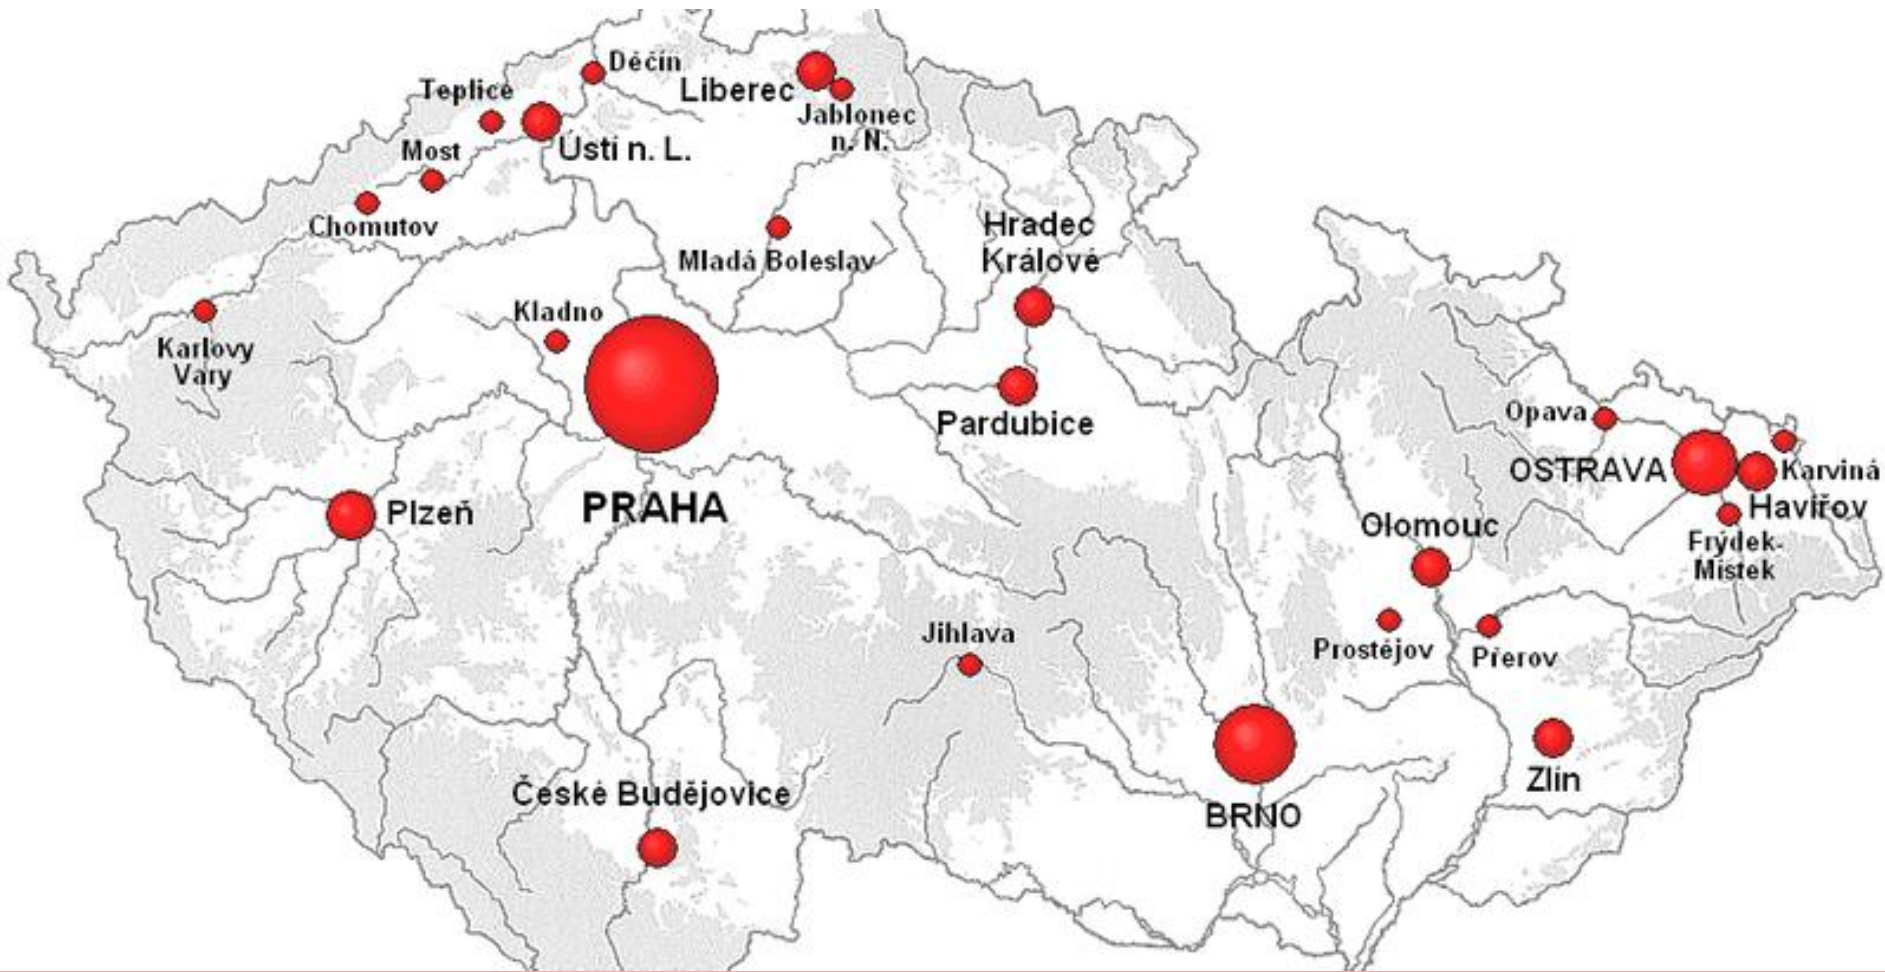 Děčín
Teplice
Liberec
Jablonec
n. N.
Ústí n. L.
Most
Chomutov
Hradec
Králové
Mladá Boleslav
Kladno
Karlovy
Vary
Pardubice
Opava
OSTRAVA
Karviná
Havířov
PRAHA
Plzeň
Olomouc
Frýdek-
Místek
Jihlava
Prostějov
Přerov
Zlín
České Budějovice
BRNO